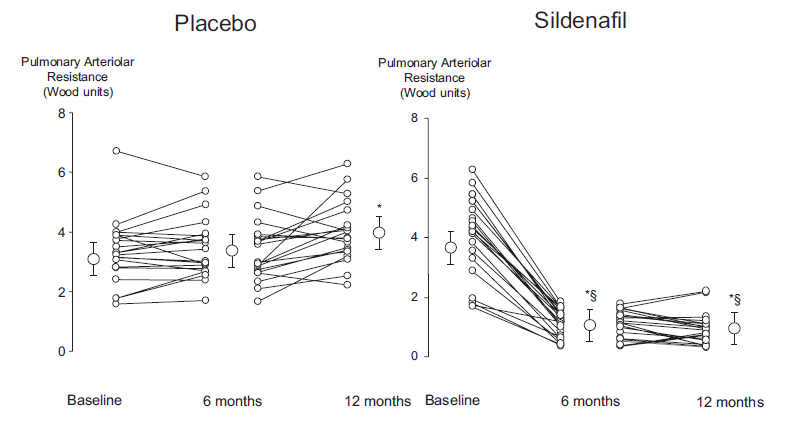 Placebo
Sildenafil
Pulmonary Arteriolar
Resistance
(Wood units)
8
6
4
2
0
*
Baseline
6 months
12 months
Pulmonary Arteriolar
Resistance
(Wood units)
8
6
4
2
0
*§
*§
Baseline
6 months
12 months